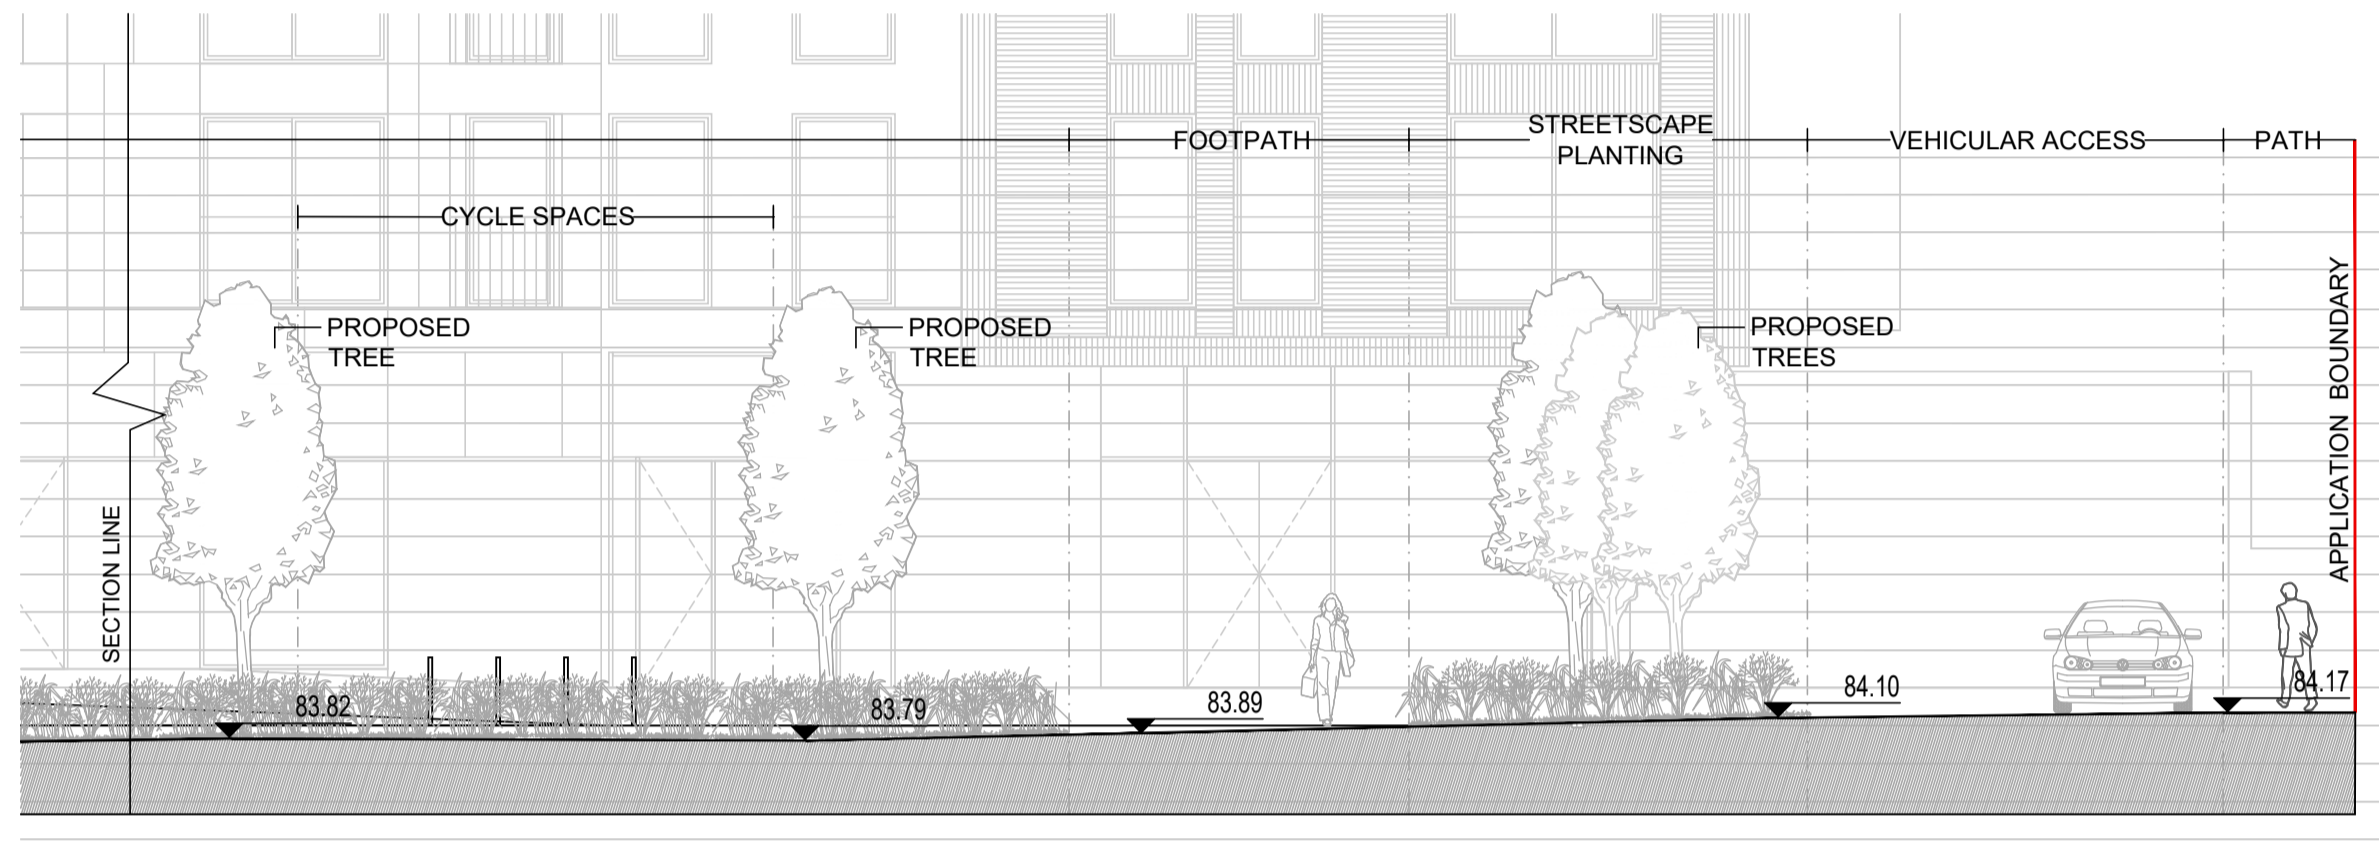 FOOTPATH
STREETSCAPE
PLANTING
VEHICULAR ACCESS
PATH
CYCLE SPACES
PROPOSED
TREE
PROPOSED
TREE
PROPOSED
TREES
APPLICATION BOUNDARY
SECTION LINE
83.82
83.79
83.89
84.10
84.17